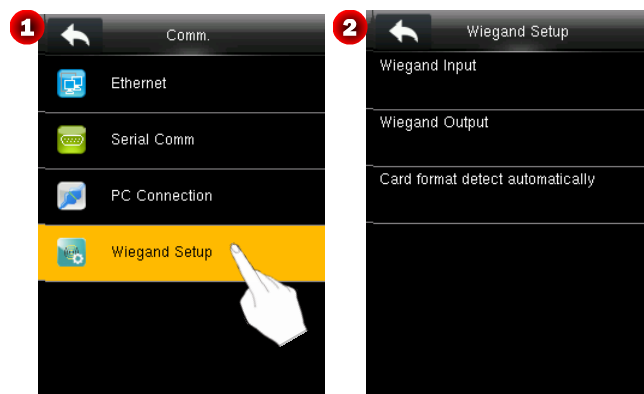 1
Comm.
Ethernet
Serial Comm
PC Connection
Wiegand Setup
2
Wiegand Setup
Wiegand Input
Wiegand Output
Card format detect automatically